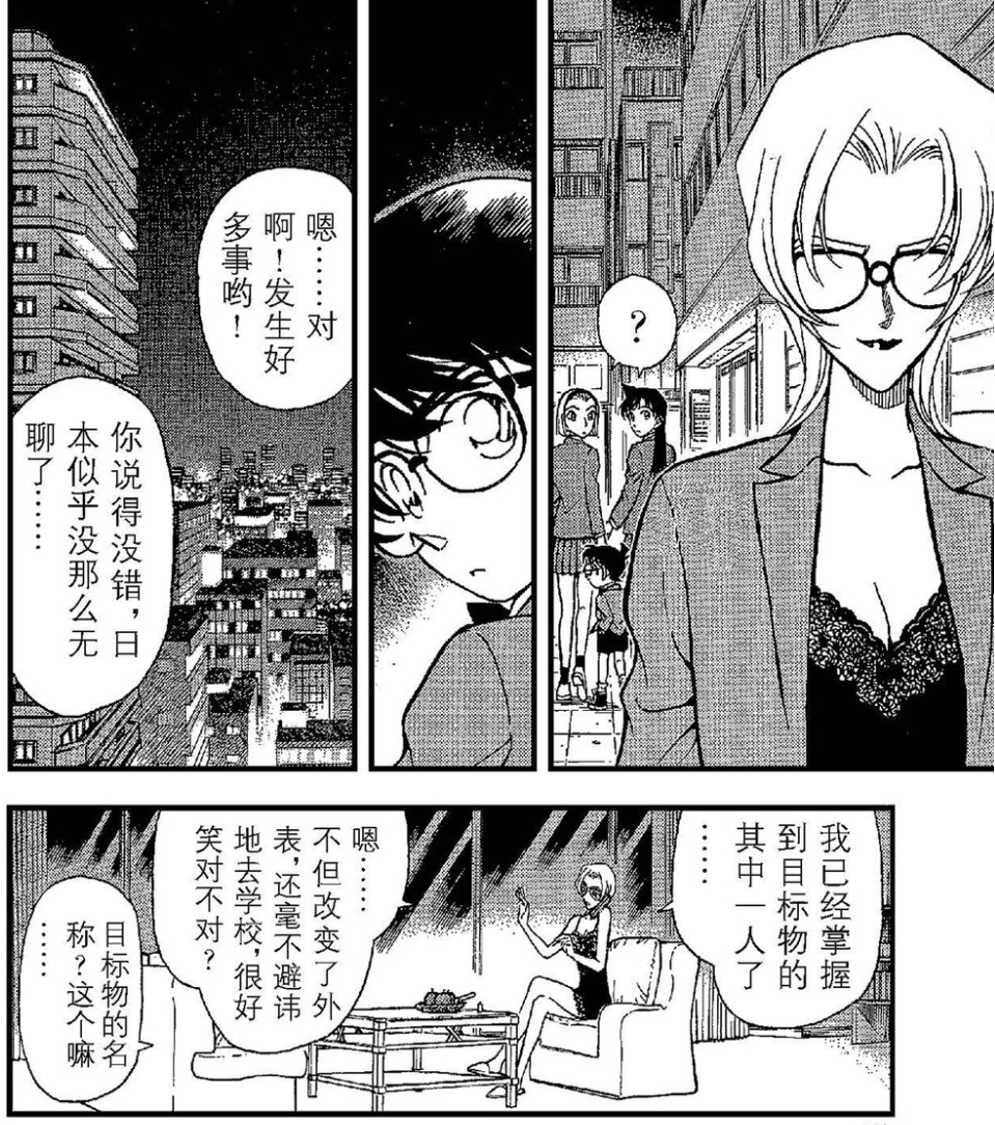 ?
嗯……对
啊！发生好
多事哟！
你说得没错，日
本似乎没那么无
聊了……
我已经掌握
到目标物的
其中一人了
……
嗯……
不但改变了外
表，还毫不避讳
地去学校，很好
笑对不对？
目标物的名
称？这个嘛
……